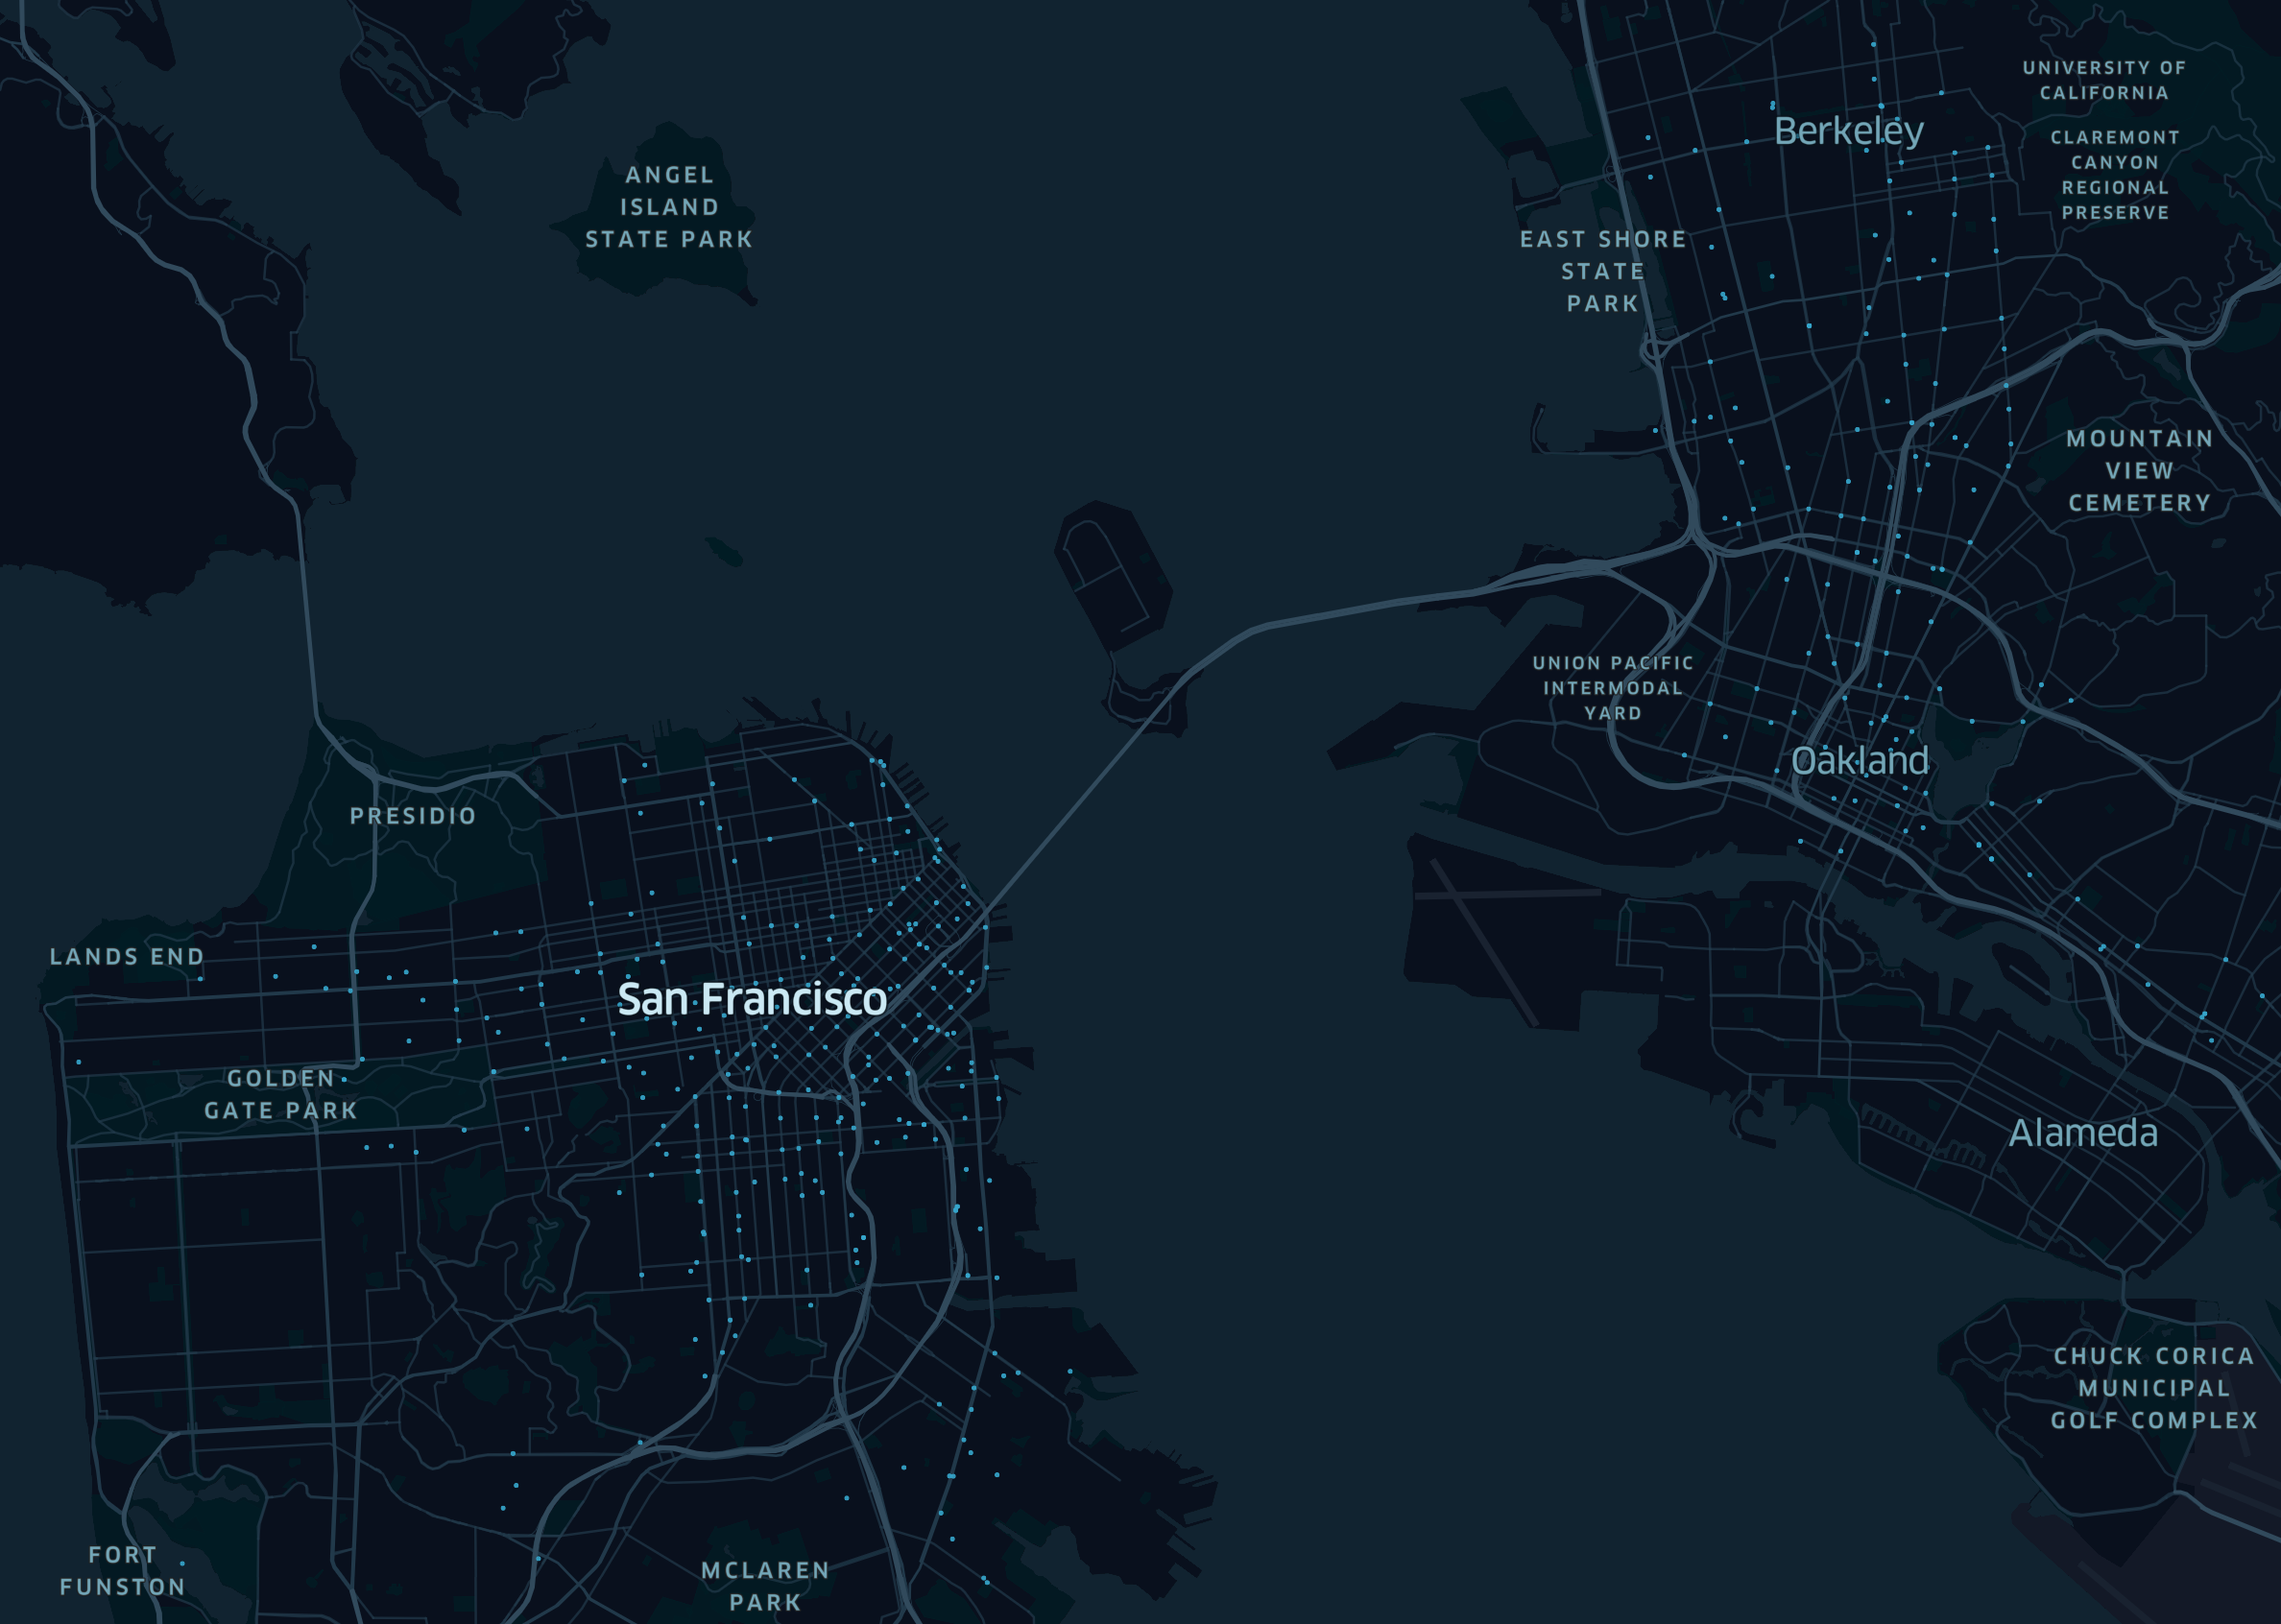 UNIVERSITY OF
CALIFORNIA
Berkeley
CLAREMONT
CANYON
REGIONAL
PRESERVE
ANGEL
ISLAND
STATE PARK
EAST SHORE
STATE
PARK
MOUNTAIN
VIEW
CEMETERY
UNION PACIFIC
INTERMODAL
YARD
Oakland
PRESIDIO
LANDS END
San Francisco
GOLDEN
GATE PARK
Alameda
CHUCK CORICA
MUNICIPAL
GOLF COMPLEX
FORT
FUNSTON
MCLAREN
PARK